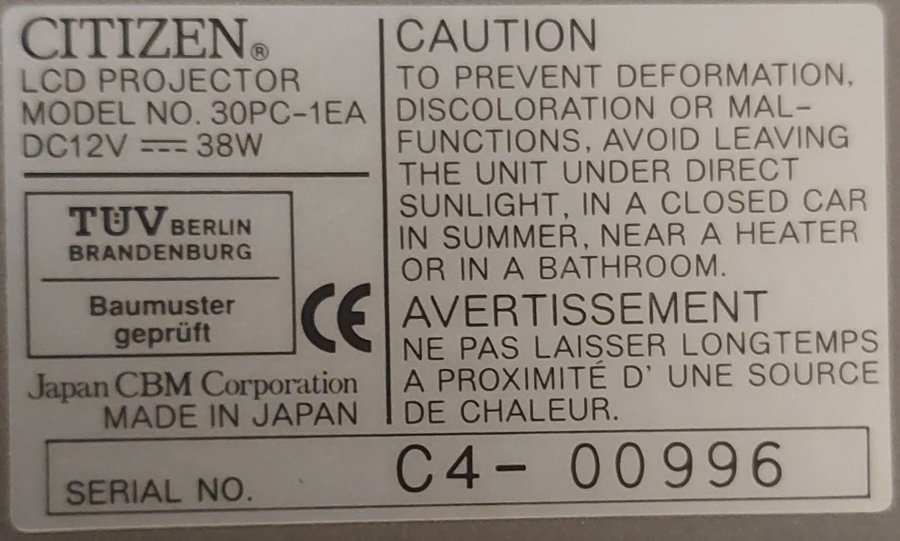 CITIZEN®
LCD PROJECTOR
MODEL NO. 30PC-1EA
DC12V ⎓ 38W
TÜV BERLIN
BRANDENBURG
Baumuster
geprüft
CE
Japan CBM Corporation
MADE IN JAPAN
CAUTION
TO PREVENT DEFORMATION,
DISCOLORATION OR MAL-
FUNCTIONS, AVOID LEAVING
THE UNIT UNDER DIRECT
SUNLIGHT, IN A CLOSED CAR
IN SUMMER, NEAR A HEATER
OR IN A BATHROOM.
AVERTISSEMENT
NE PAS LAISSER LONGTEMPS
A PROXIMITÉ D' UNE SOURCE
DE CHALEUR.
SERIAL NO. C4- 00996